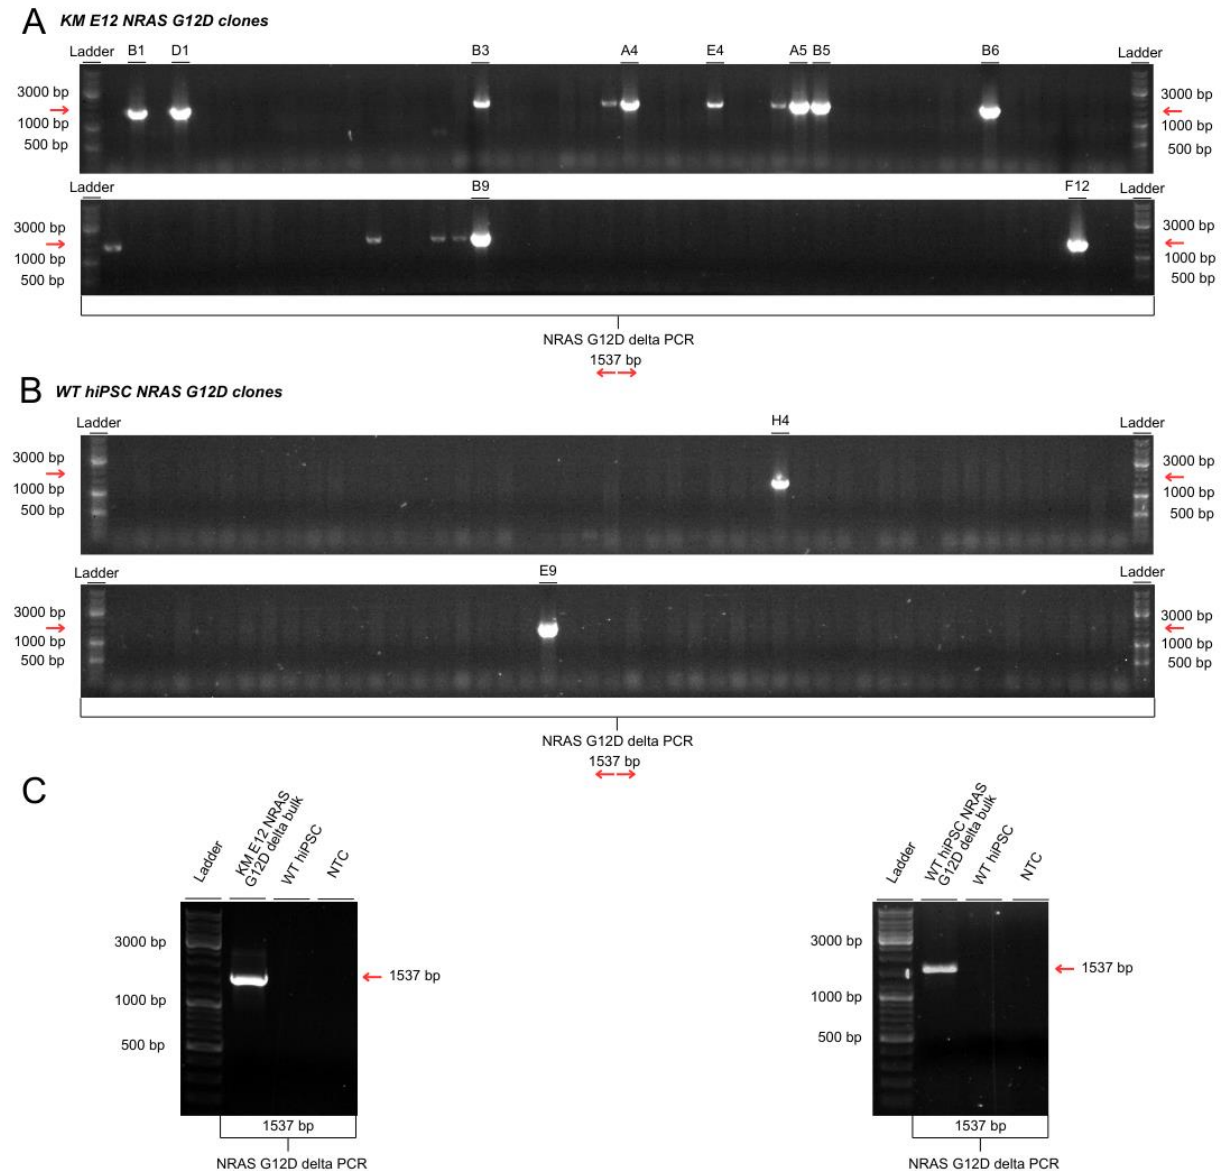 A KM E12 NRAS G12D clones
Ladder B1 D1 B3 A4 E4 A5 B5 B6 Ladder
3000 bp 3000 bp
1000 bp 1000 bp
500 bp 500 bp
Ladder B9 F12 Ladder
3000 bp 3000 bp
1000 bp 1000 bp
500 bp 500 bp
NRAS G12D delta PCR
1537 bp
B WT hiPSC NRAS G12D clones
Ladder H4 Ladder
3000 bp 3000 bp
1000 bp 1000 bp
500 bp 500 bp
Ladder E9 Ladder
3000 bp 3000 bp
1000 bp 1000 bp
500 bp 500 bp
NRAS G12D delta PCR
1537 bp
C
Ladder
KM E12 NRAS
G12D delta bulk
WT hiPSC
NTC
3000 bp
1537 bp
1000 bp
500 bp
1537 bp
NRAS G12D delta PCR
Ladder
WT hiPSC NRAS
G12D delta bulk
WT hiPSC
NTC
3000 bp
1537 bp
1000 bp
500 bp
1537 bp
NRAS G12D delta PCR